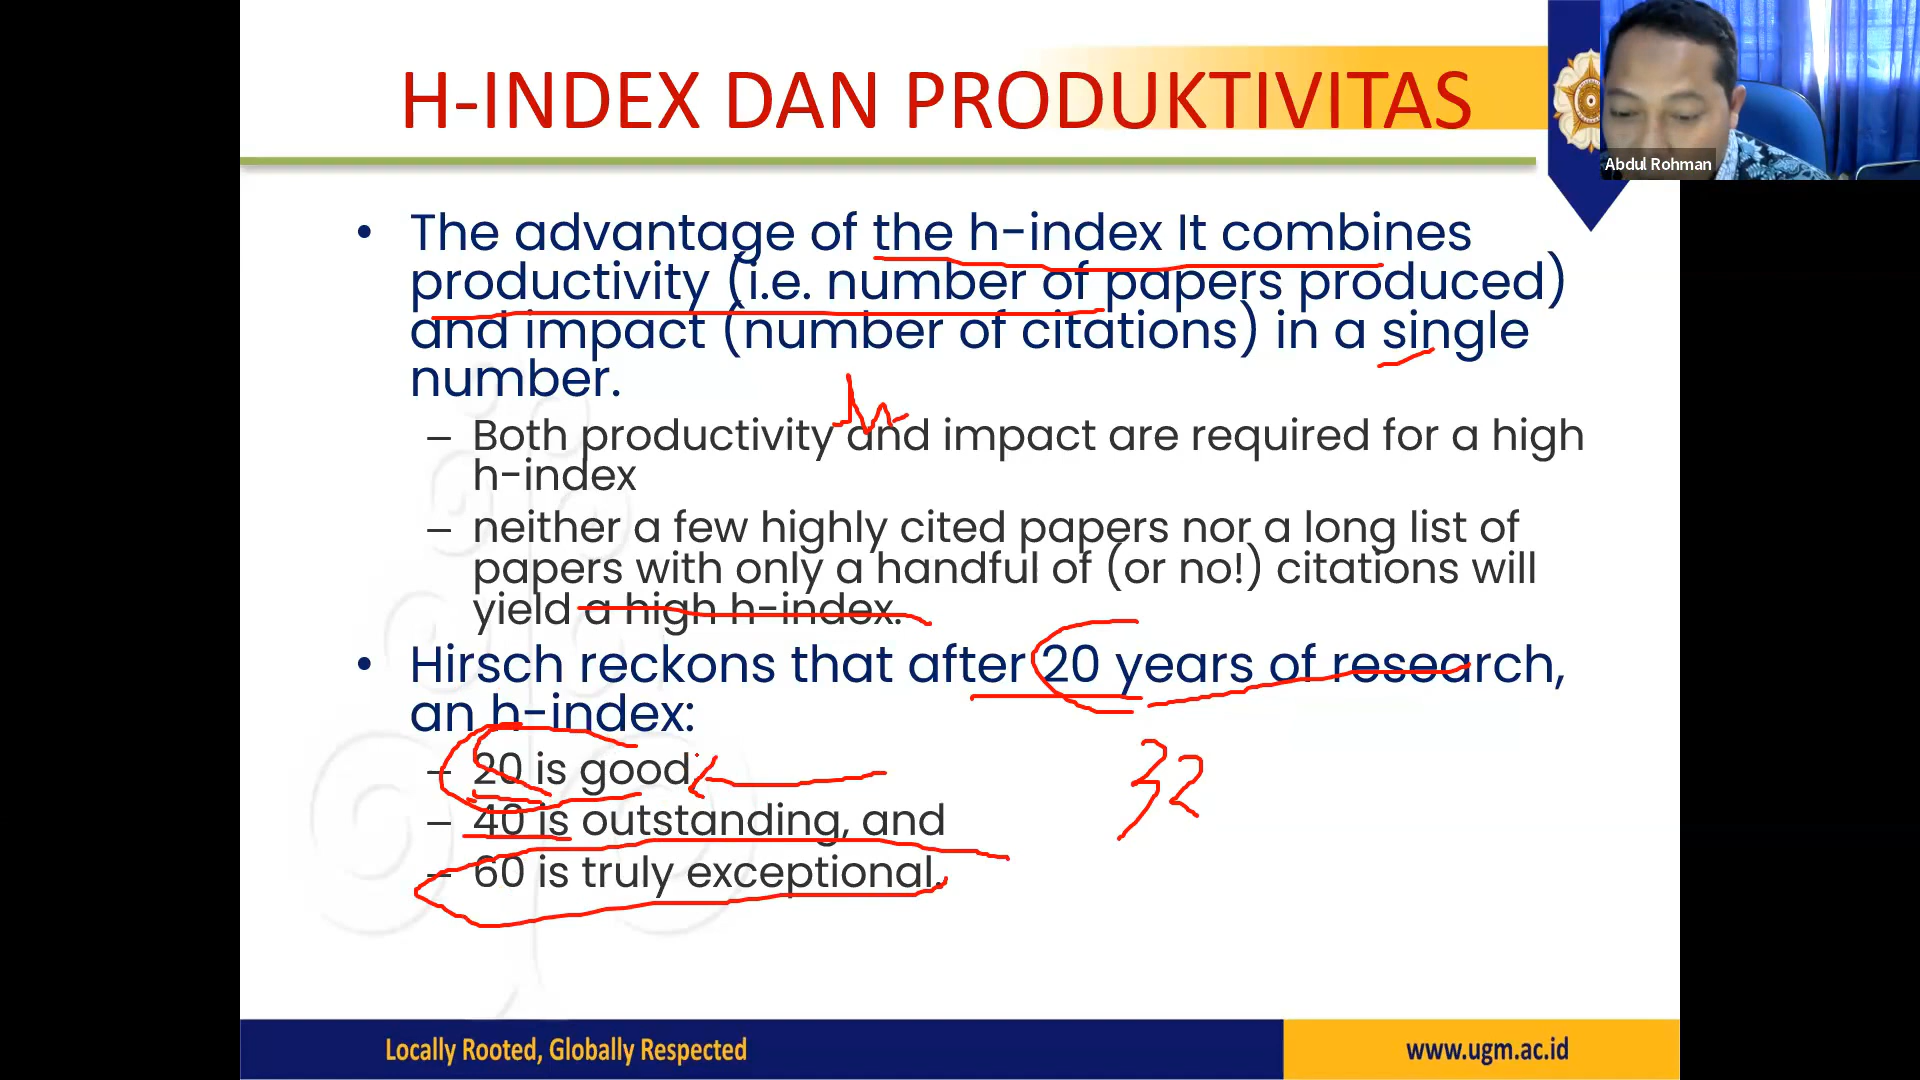 H-INDEX DAN PRODUKTIVITAS
Abdul Rohman
• The advantage of the h-index It combines
productivity (i.e. number of papers produced)
and impact (number of citations) in a single
number.
– Both productivity and impact are required for a high
h-index
– neither a few highly cited papers nor a long list of
papers with only a handful of (or no!) citations will
yield a high h-index.
• Hirsch reckons that after 20 years of research,
an h-index:
– 20 is good,
– 40 is outstanding, and
– 60 is truly exceptional.
32
Locally Rooted, Globally Respected
www.ugm.ac.id